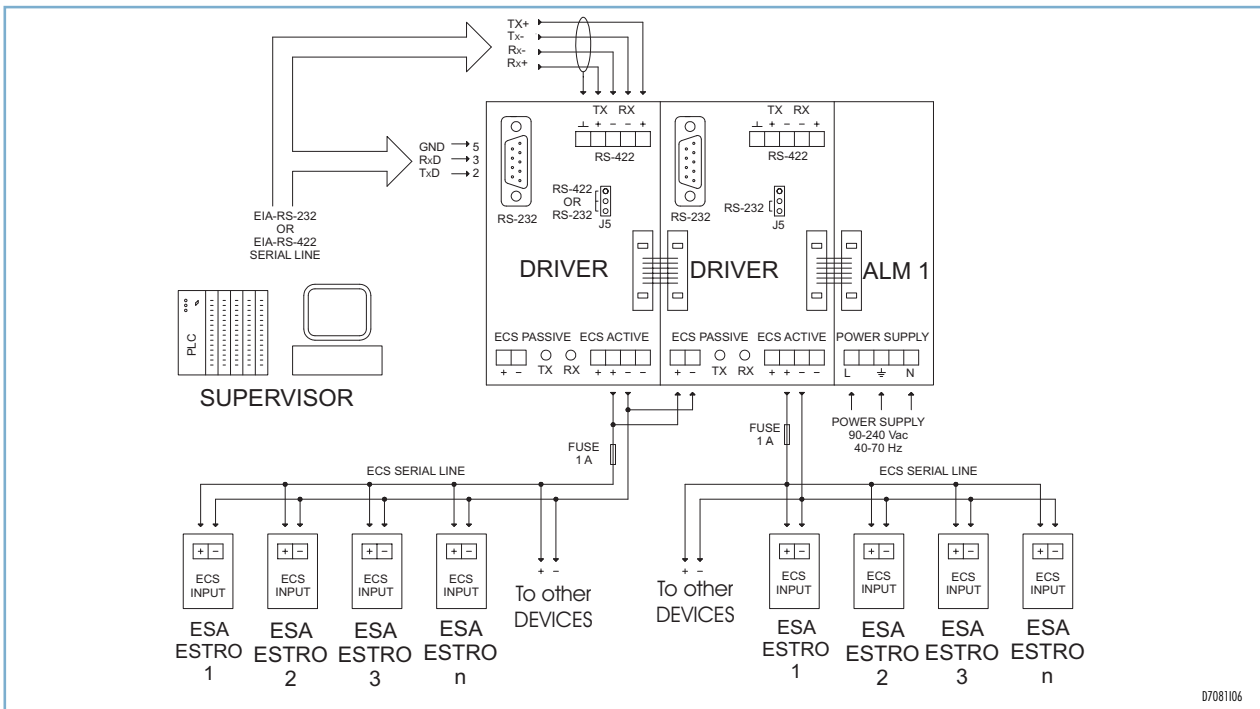 TX+
Tx-
Rx-
Rx+
TX RX
⊥ + − − +
RS-422
TX RX
⊥ + − − +
RS-422
GND 5
RxD 3
TxD 2
RS-422
OR
RS-232
J5
RS-232
RS-232
J5
RS-232
EIA-RS-232
OR
EIA-RS-422
SERIAL LINE
DRIVER
DRIVER
ALM 1
PLC
SUPERVISOR
ECS PASSIVE
ECS ACTIVE
+ −
TX RX
+ + − −
ECS PASSIVE
ECS ACTIVE
+ −
TX RX
+ + − −
POWER SUPPLY
L ⏚ N
FUSE
1 A
FUSE
1 A
POWER SUPPLY
90-240 Vac
40-70 Hz
ECS SERIAL LINE
ECS SERIAL LINE
+ −
ECS
INPUT
ESA
ESTRO
1
+ −
ECS
INPUT
ESA
ESTRO
2
+ −
ECS
INPUT
ESA
ESTRO
3
+ −
ECS
INPUT
ESA
ESTRO
n
+ −
To other
DEVICES
+ −
To other
DEVICES
+ −
ECS
INPUT
ESA
ESTRO
1
+ −
ECS
INPUT
ESA
ESTRO
2
+ −
ECS
INPUT
ESA
ESTRO
3
+ −
ECS
INPUT
ESA
ESTRO
n
D7081I06